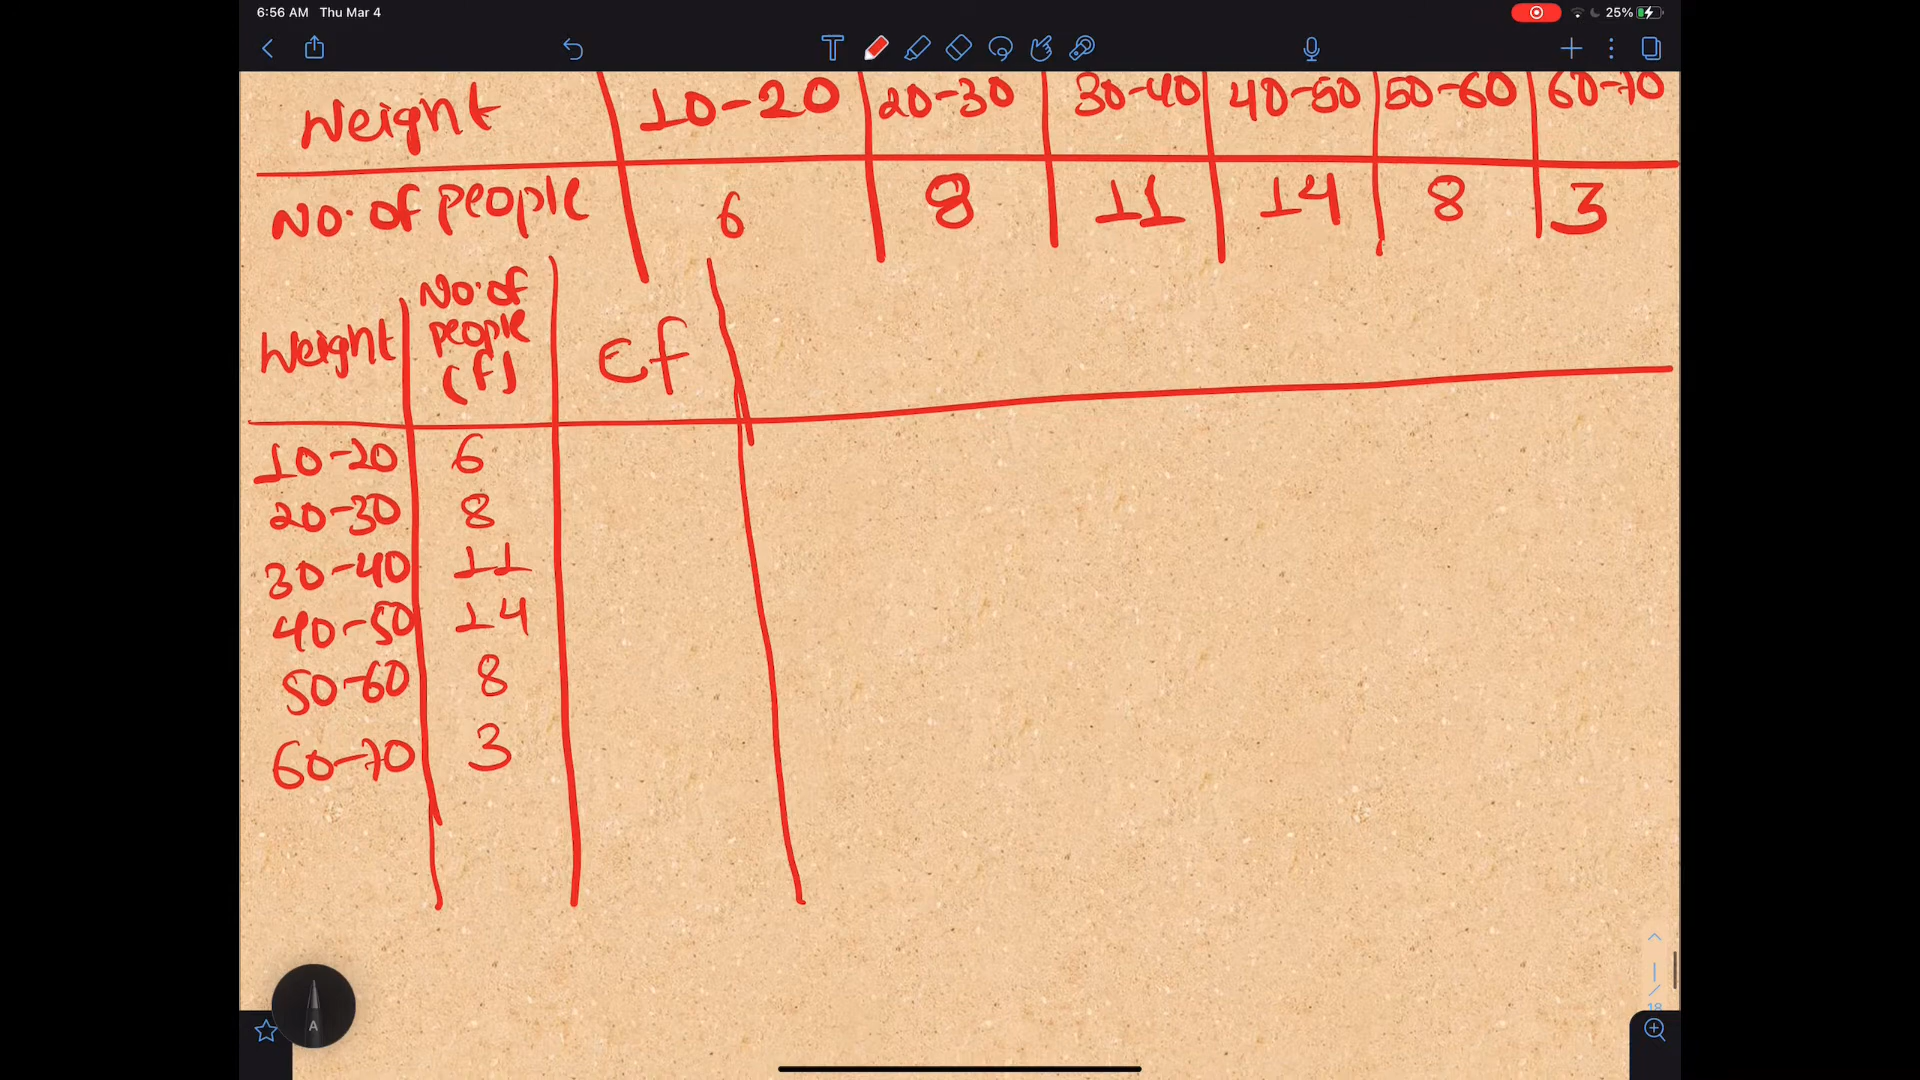 6:56 AM Thu Mar 4
25%
T
Weight 10-20 20-30 30-40 40-50 50-60 60-70
No. of people 6 8 11 14 8 3
Weight No. of people (f) cf
10-20 6
20-30 8
30-40 11
40-50 14
50-60 8
60-70 3
A
18